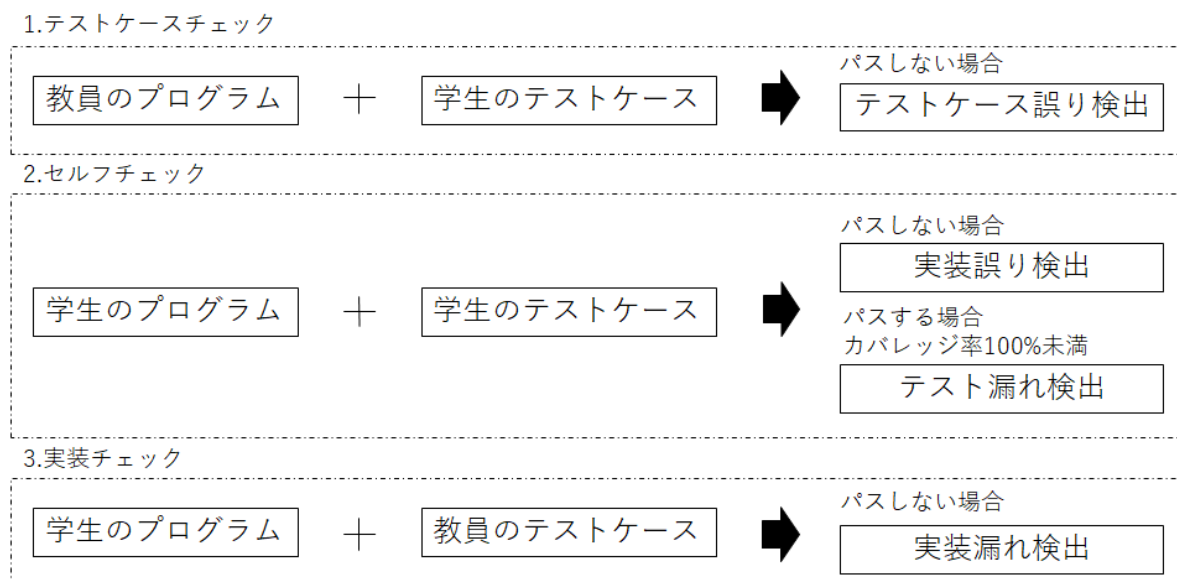 1.テストケースチェック
パスしない場合
教員のプログラム + 学生のテストケース テストケース誤り検出
2.セルフチェック
パスしない場合
実装誤り検出
学生のプログラム + 学生のテストケース
パスする場合
カバレッジ率100%未満
テスト漏れ検出
3.実装チェック
パスしない場合
学生のプログラム + 教員のテストケース 実装漏れ検出